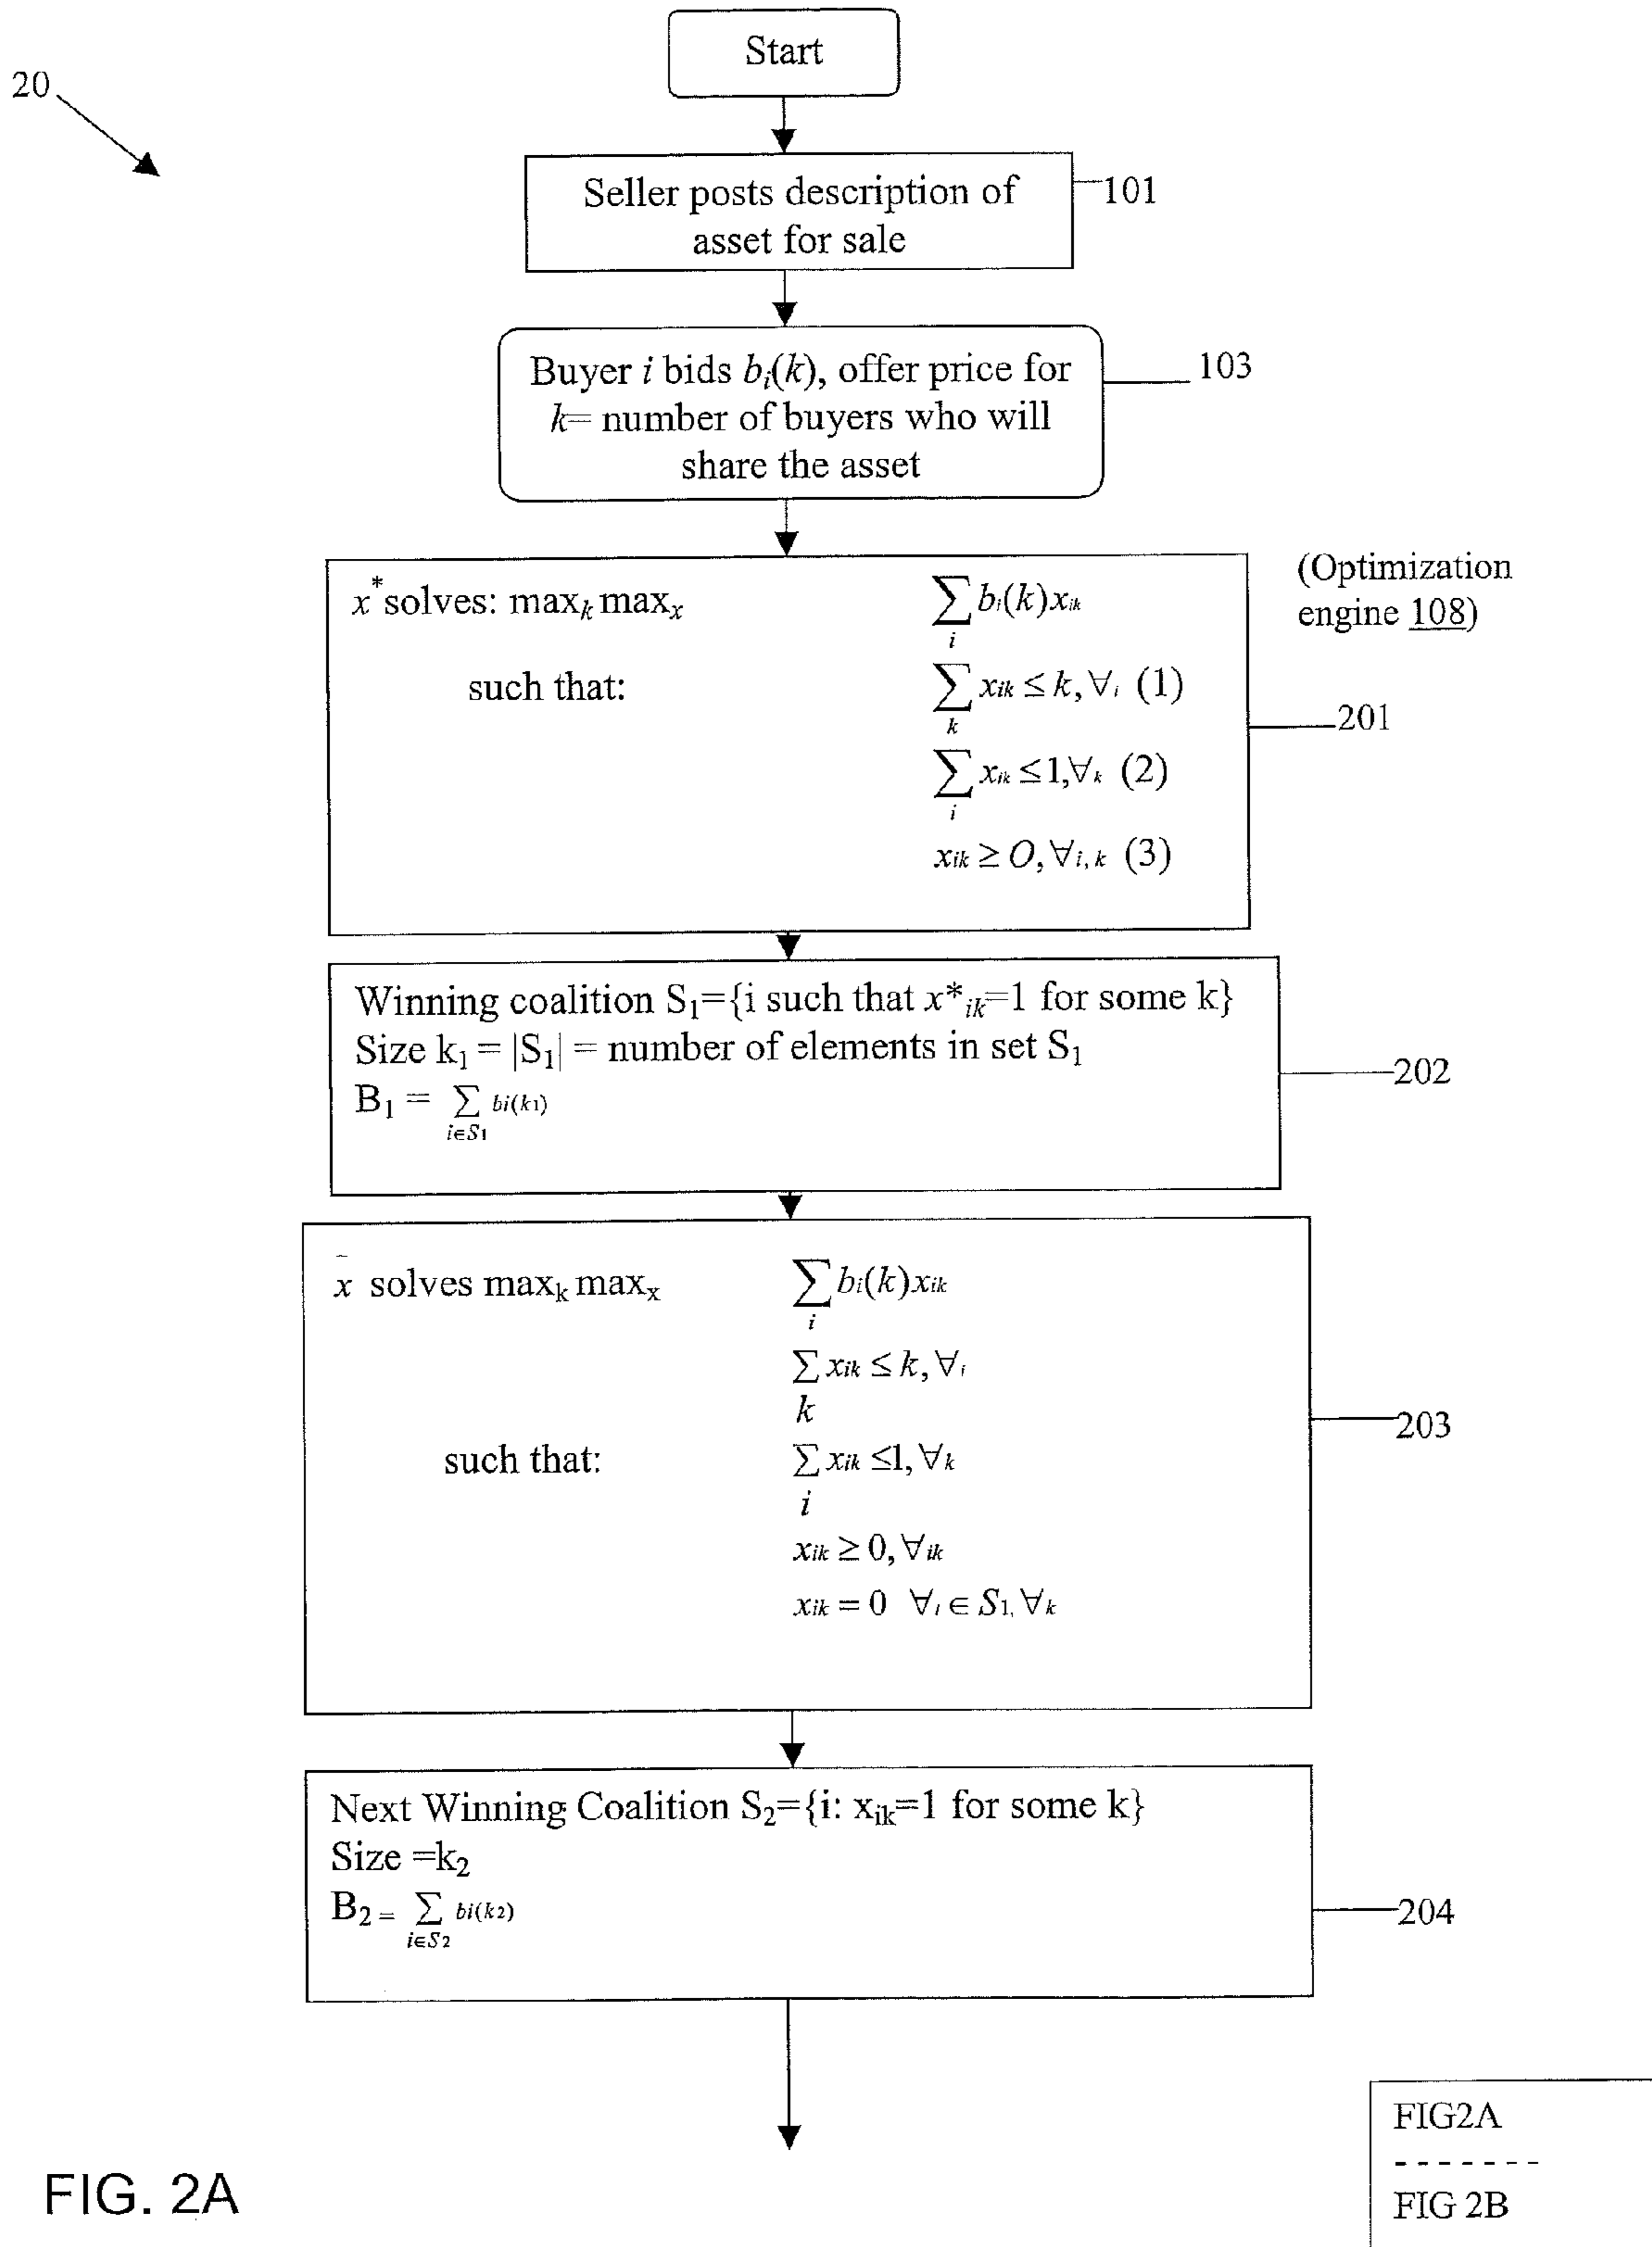 Start
20
Seller posts description of
asset for sale
101
Buyer i bids bᵢ(k), offer price for
k= number of buyers who will
share the asset
103
x* solves: maxₖ maxₓ ∑ᵢ bᵢ(k)xᵢₖ
such that: ∑ₖ xᵢₖ ≤ k, ∀ᵢ (1)
∑ᵢ xᵢₖ ≤ 1, ∀ₖ (2)
xᵢₖ ≥ O, ∀ᵢ, ₖ (3)
(Optimization
engine 108)
201
Winning coalition S₁={i such that x*ᵢₖ=1 for some k}
Size k₁ = |S₁| = number of elements in set S₁
B₁ = ∑ i∈S₁ bi(k₁)
202
x̄ solves maxₖ maxₓ ∑ᵢ bᵢ(k)xᵢₖ
∑ xᵢₖ ≤ k, ∀ᵢ
k
such that: ∑ xᵢₖ ≤1, ∀ₖ
i
xᵢₖ ≥ 0, ∀ᵢₖ
xᵢₖ = 0 ∀ᵢ ∈ S₁, ∀ₖ
203
Next Winning Coalition S₂={i: xᵢₖ=1 for some k}
Size =k₂
B₂ = ∑ i∈S₂ bi(k₂)
204
FIG. 2A
FIG2A
- - - - - - -
FIG 2B